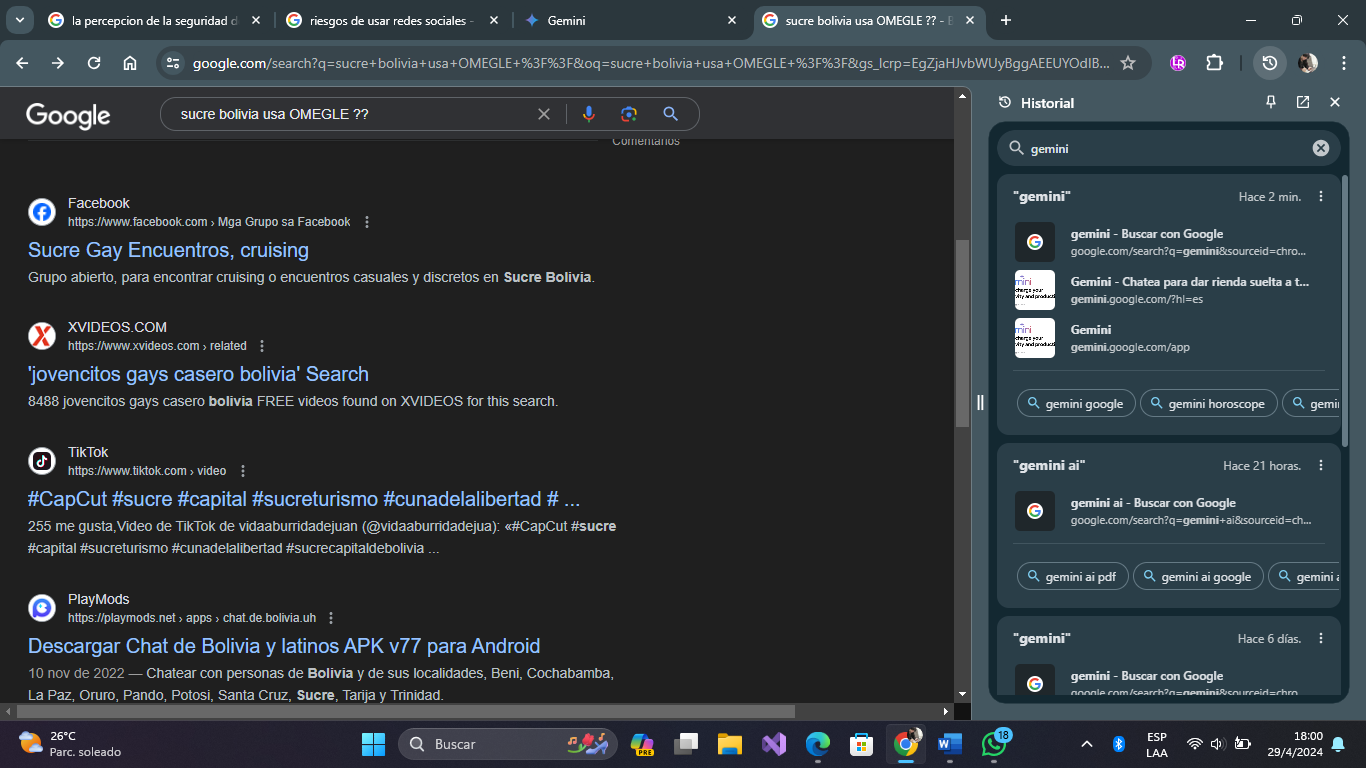 la percepcion de la seguridad d
riesgos de usar redes sociales -
Gemini
sucre bolivia usa OMEGLE ?? - B
google.com/search?q=sucre+bolivia+usa+OMEGLE+%3F%3F&oq=sucre+bolivia+usa+OMEGLE+%3F%3F&gs_lcrp=EgZjaHJvbWUyBggAEEUYOdIB...
Google
sucre bolivia usa OMEGLE ??
Comentarios
Facebook
https://www.facebook.com › Mga Grupo sa Facebook
Sucre Gay Encuentros, cruising
Grupo abierto, para encontrar cruising o encuentros casuales y discretos en Sucre Bolivia.
XVIDEOS.COM
https://www.xvideos.com › related
'jovencitos gays casero bolivia' Search
8488 jovencitos gays casero bolivia FREE videos found on XVIDEOS for this search.
TikTok
https://www.tiktok.com › video
#CapCut #sucre #capital #sucreturismo #cunadelalibertad # ...
255 me gusta,Video de TikTok de vidaaburridadejuan (@vidaaburridadejua): «#CapCut #sucre
#capital #sucreturismo #cunadelalibertad #sucrecapitaldebolivia ...
PlayMods
https://playmods.net › apps › chat.de.bolivia.uh
Descargar Chat de Bolivia y latinos APK v77 para Android
10 nov de 2022 — Chatear con personas de Bolivia y de sus localidades, Beni, Cochabamba,
La Paz, Oruro, Pando, Potosi, Santa Cruz, Sucre, Tarija y Trinidad.
Historial
gemini
"gemini"
Hace 2 min.
gemini - Buscar con Google
google.com/search?q=gemini&sourceid=chro...
Gemini - Chatea para dar rienda suelta a t...
gemini.google.com/?hl=es
Gemini
gemini.google.com/app
gemini google
gemini horoscope
gemi
"gemini ai"
Hace 21 horas.
gemini ai - Buscar con Google
google.com/search?q=gemini+ai&sourceid=ch...
gemini ai pdf
gemini ai google
gemini a
"gemini"
Hace 6 días.
gemini - Buscar con Google
google.com/search?q=gemini&sourceid=chro
26°C
Parc. soleado
Buscar
PRE
18
ESP
LAA
18:00
29/4/2024